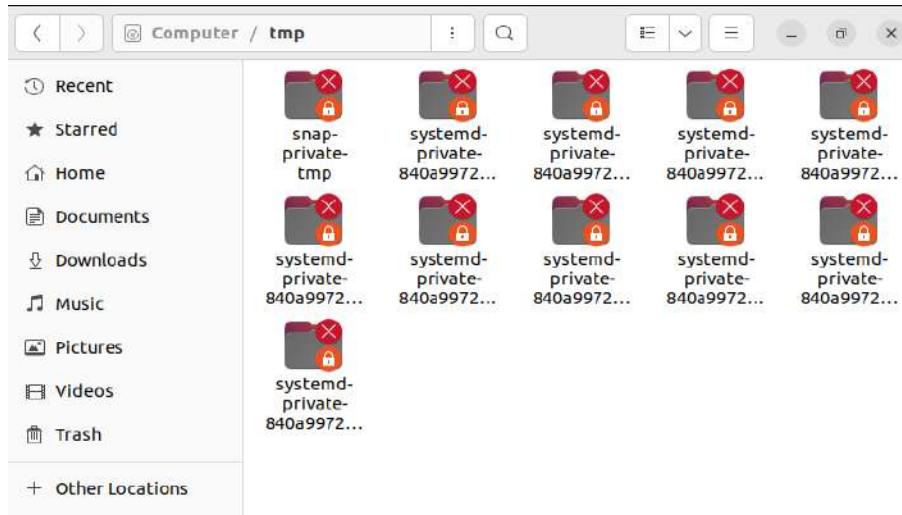 Computer / tmp
Recent
Starred
Home
Documents
Downloads
Music
Pictures
Videos
Trash
+ Other Locations
snap-
private-
tmp
systemd-
private-
840a9972...
systemd-
private-
840a9972...
systemd-
private-
840a9972...
systemd-
private-
840a9972...
systemd-
private-
840a9972...
systemd-
private-
840a9972...
systemd-
private-
840a9972...
systemd-
private-
840a9972...
systemd-
private-
840a9972...
systemd-
private-
840a9972...